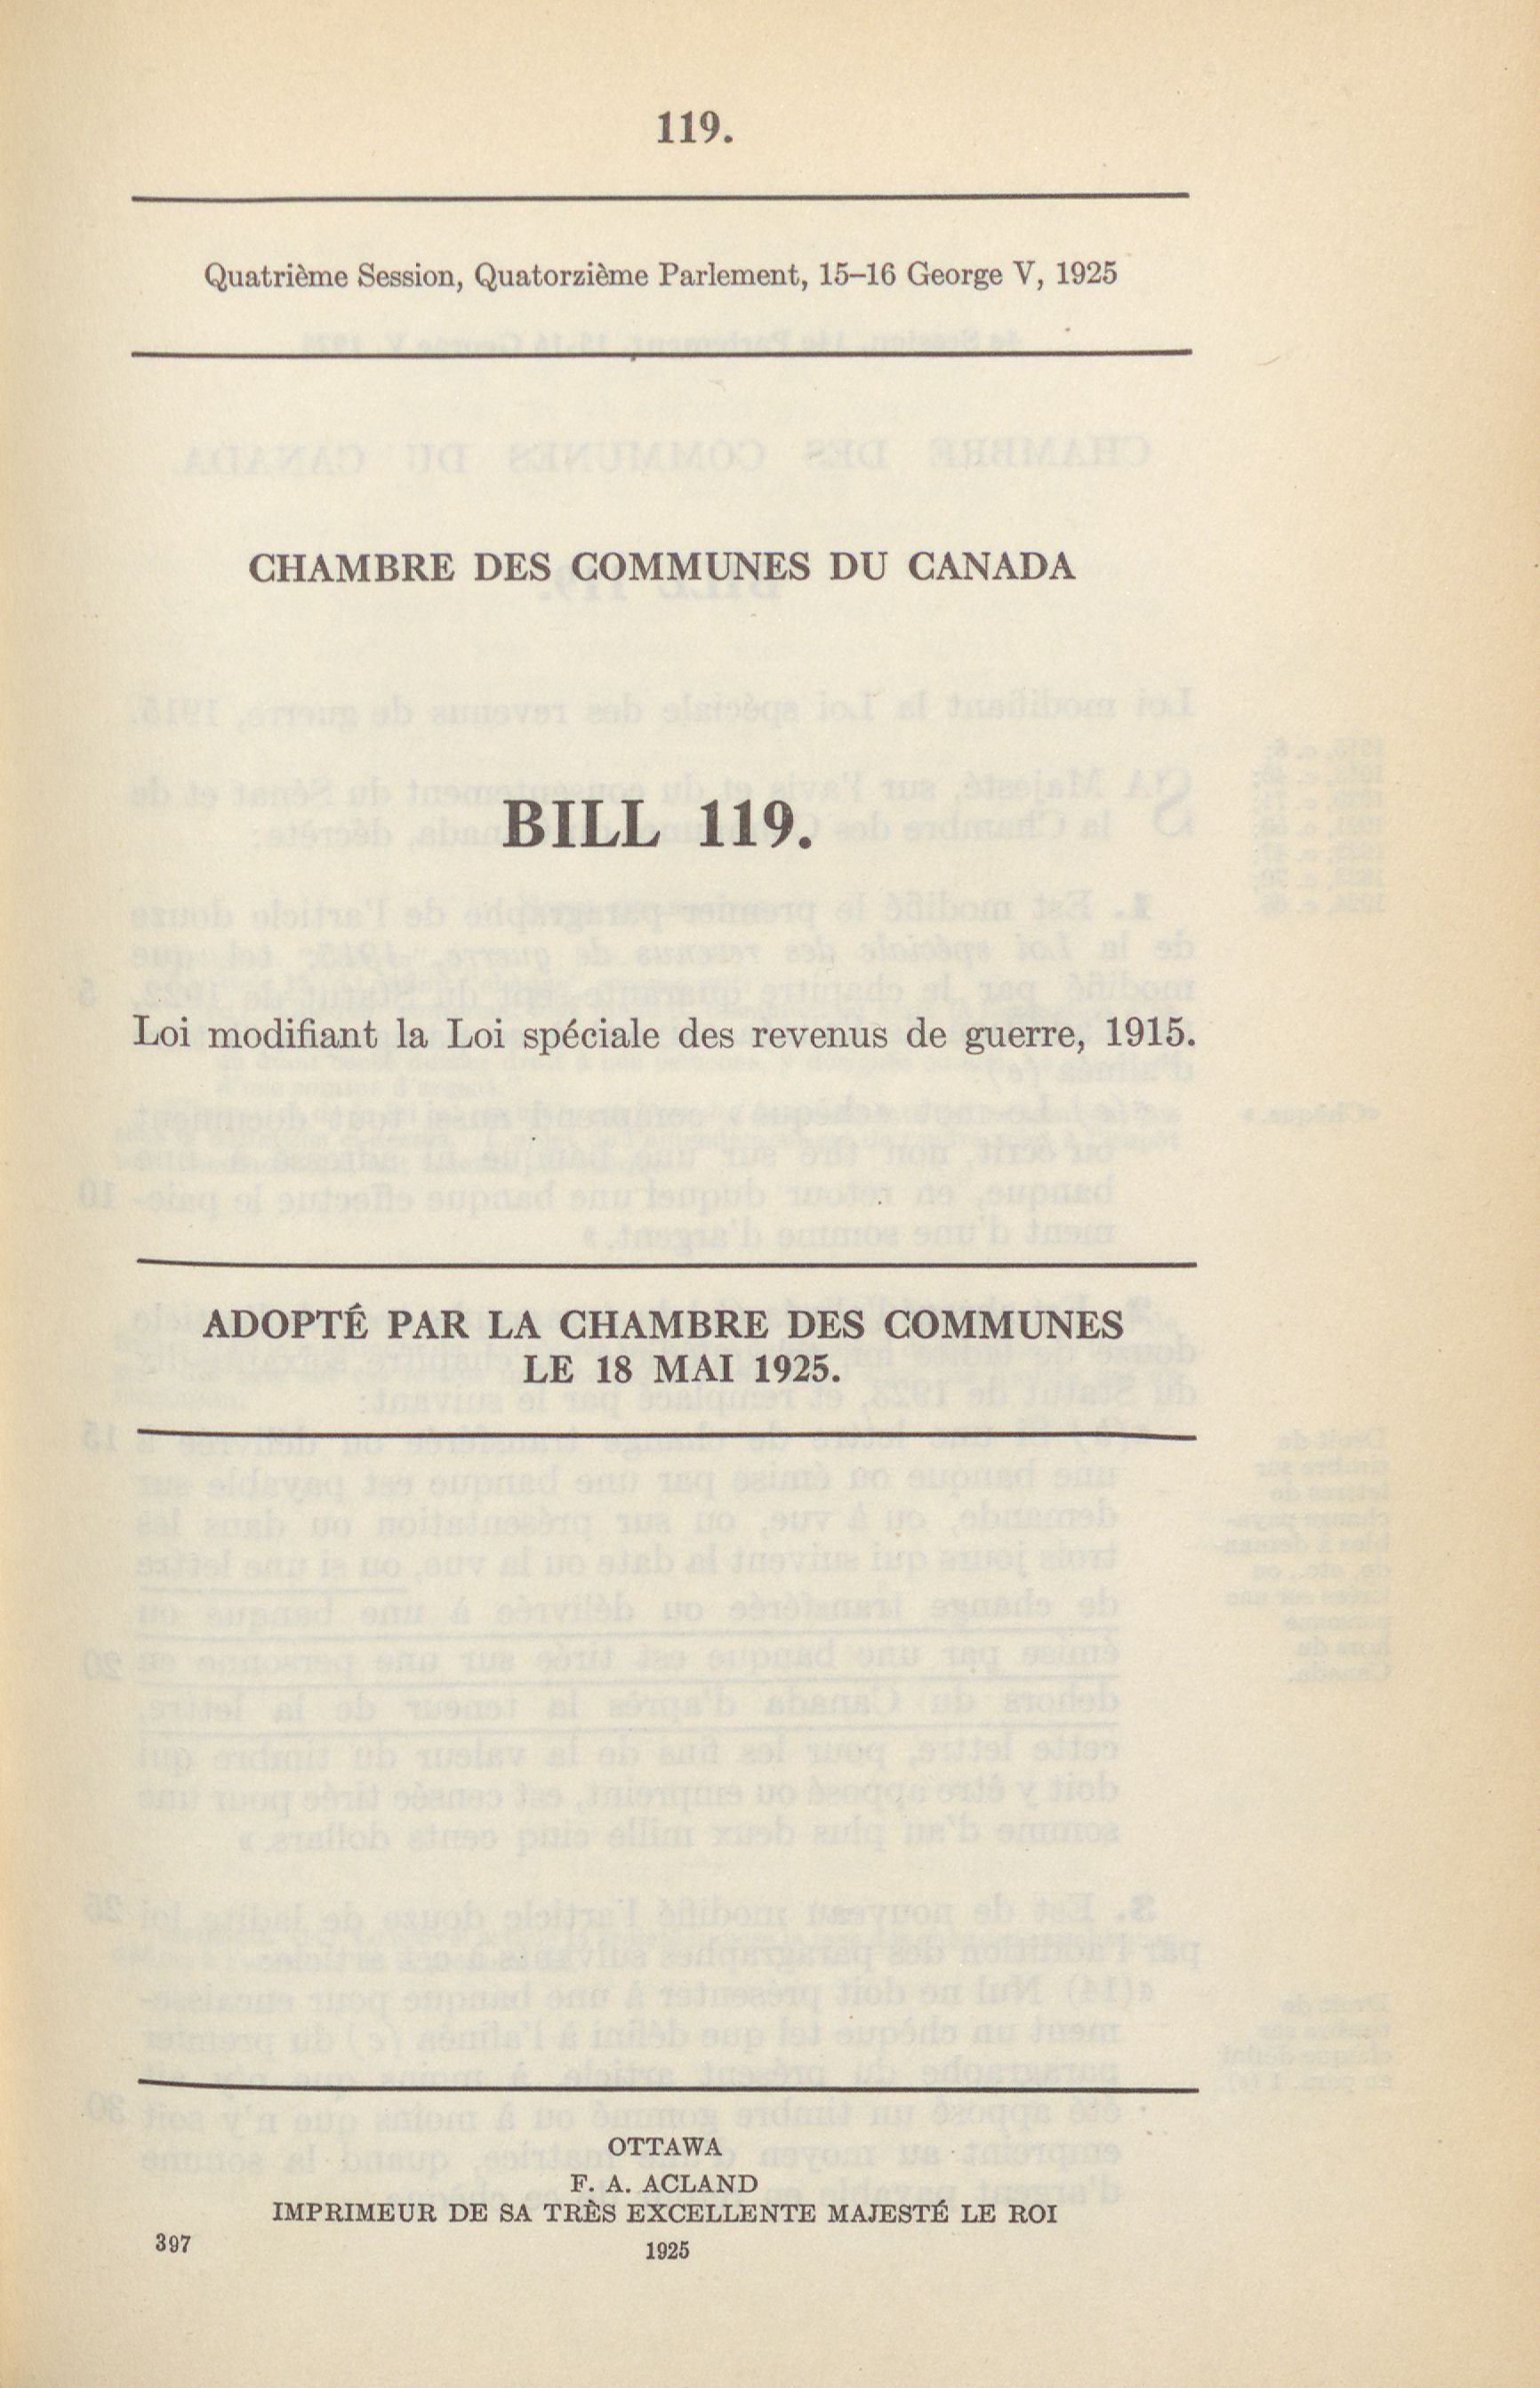 119.
Quatrième Session, Quatorzième Parlement, 15–16 George V, 1925
CHAMBRE DES COMMUNES DU CANADA
BILL 119.
Loi modifiant la Loi spéciale des revenus de guerre, 1915.
ADOPTÉ PAR LA CHAMBRE DES COMMUNES
LE 18 MAI 1925.
OTTAWA
F. A. ACLAND
IMPRIMEUR DE SA TRÈS EXCELLENTE MAJESTÉ LE ROI
397
1925